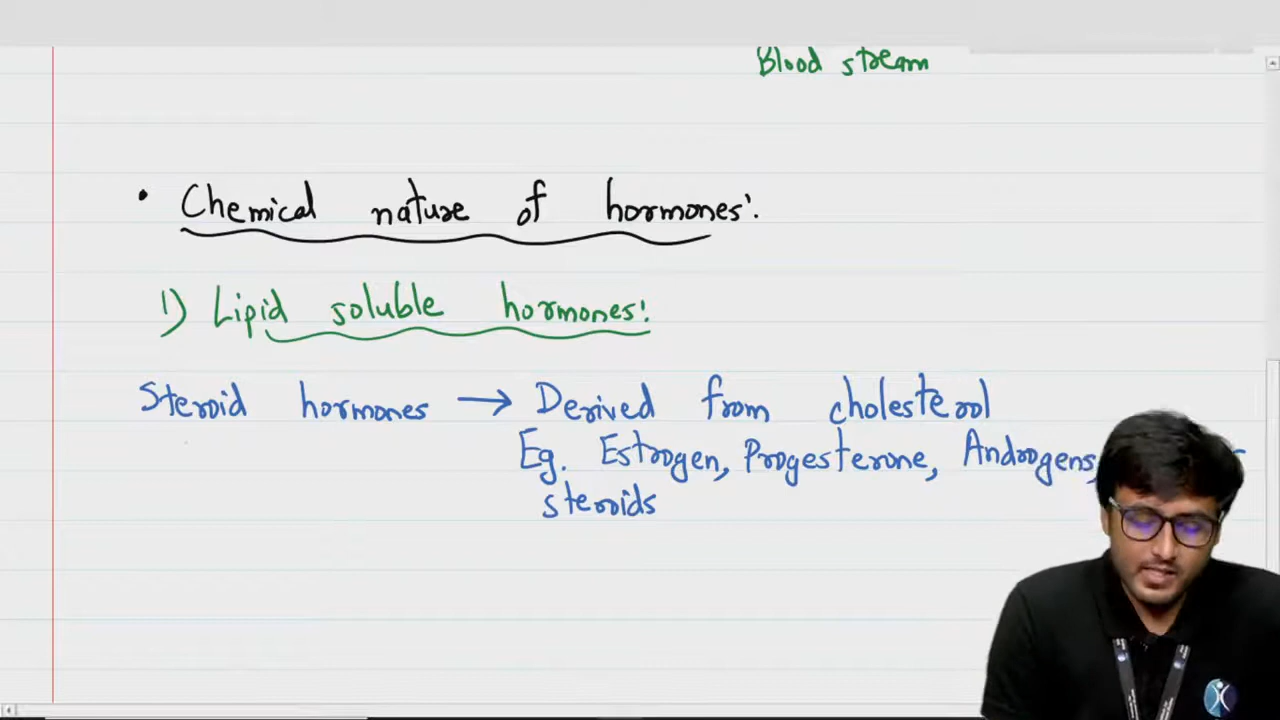 Blood stream
• Chemical nature of hormones:
1) Lipid soluble hormones:
Steroid hormones → Derived from cholesterol
Eg. Estrogen, Progesterone, Androgens,
steroids